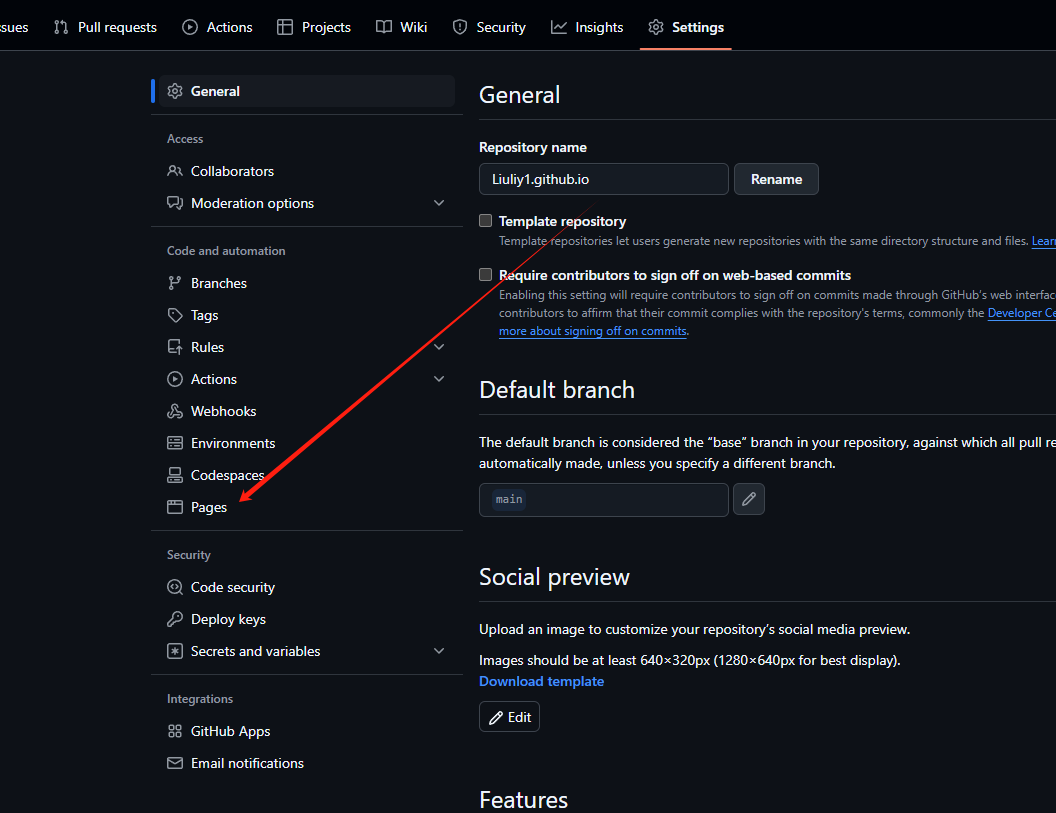 Pull requests
Actions
Projects
Wiki
Security
Insights
Settings
General
Access
Collaborators
Moderation options
Code and automation
Branches
Tags
Rules
Actions
Webhooks
Environments
Codespaces
Pages
Security
Code security
Deploy keys
Secrets and variables
Integrations
GitHub Apps
Email notifications
General
Repository name
Liuliy1.github.io
Rename
Template repository
Template repositories let users generate new repositories with the same directory structure and files.
Require contributors to sign off on web-based commits
Enabling this setting will require contributors to sign off on commits made through GitHub's web
contributors to affirm that their commit complies with the repository's terms, commonly the Developer
more about signing off on commits.
Default branch
The default branch is considered the “base” branch in your repository, against which all pull
automatically made, unless you specify a different branch.
main
Social preview
Upload an image to customize your repository's social media preview.
Images should be at least 640×320px (1280×640px for best display).
Download template
Edit
Features